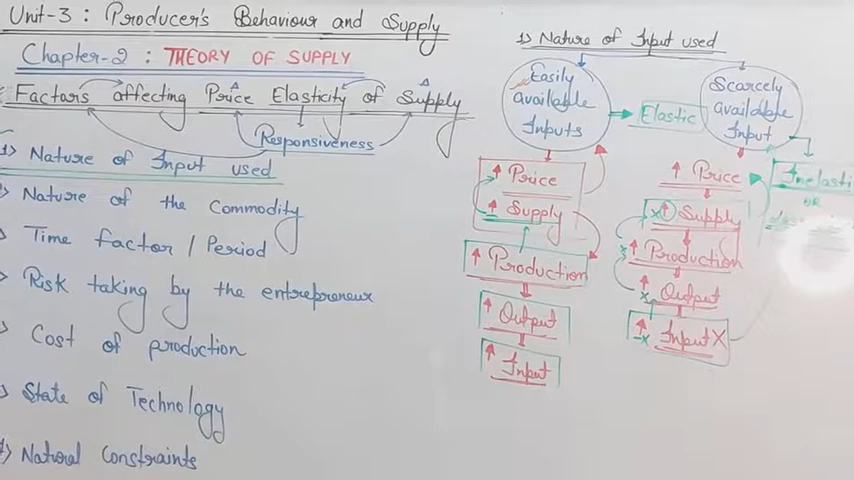 Unit-3 : Producer's Behaviour and Supply
Chapter-2 : THEORY OF SUPPLY
Factors affecting Price Elasticity of Supply
Responsiveness
1) Nature of Input used
Nature of the Commodity
Time factor / Period
Risk taking by the entrepreneur
Cost of production
State of Technology
Natural constraints
1) Nature of Input used
Easily
available
Inputs
Elastic
↑ Price
↑ Supply
↑ Production
↑ Output
↑ Input
Scarcely
available
Input
Inelasti
OR
↑ Price
x ↑ Supply
x ↑ Production
↑ x Output
↑ -x Input X